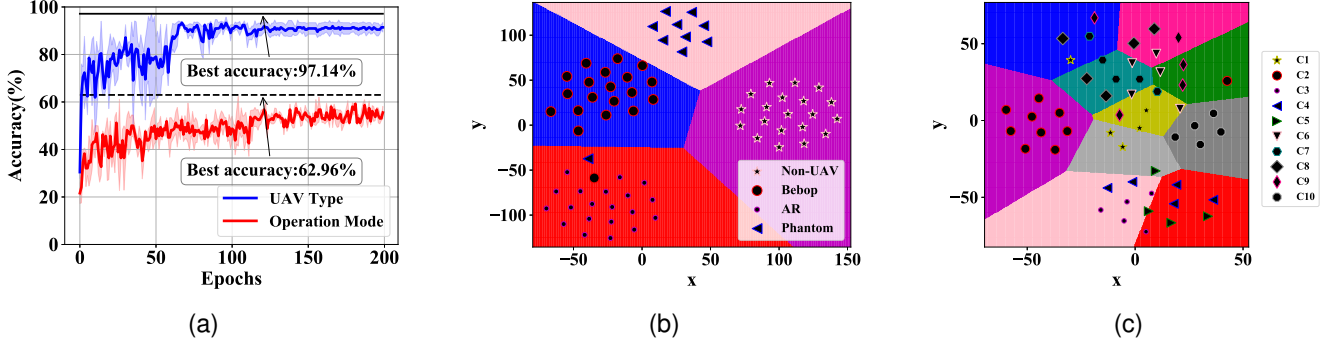 100
80
60
40
20
0
Accuracy(%)
Best accuracy:97.14%
Best accuracy:62.96%
UAV Type
Operation Mode
0 50 100 150 200
Epochs
(a)
100
50
0
−50
−100
y
Non-UAV
Bebop
AR
Phantom
−50 0 50 100 150
x
(b)
50
0
−50
y
−50 0 50
x
C1
C2
C3
C4
C5
C6
C7
C8
C9
C10
(c)